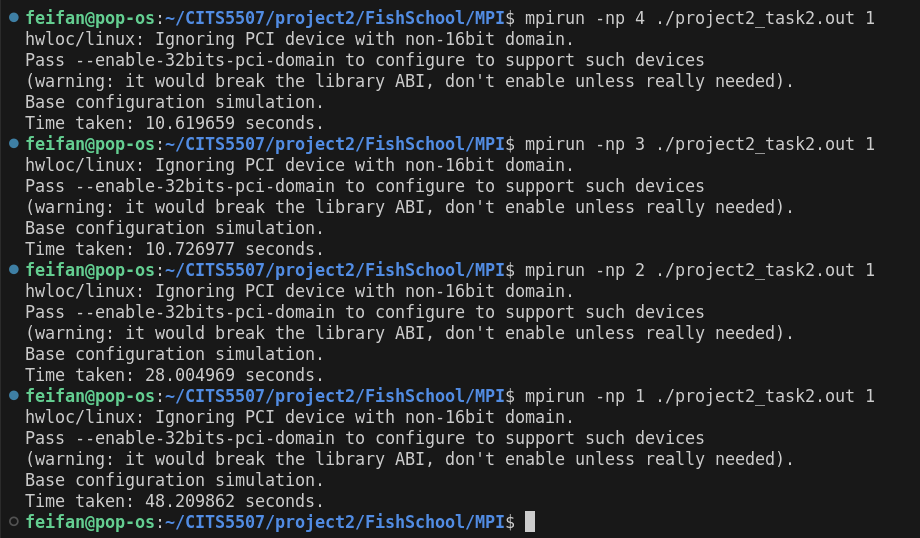 feifan@pop-os:~/CITS5507/project2/FishSchool/MPI$ mpirun -np 4 ./project2_task2.out 1
hwloc/linux: Ignoring PCI device with non-16bit domain.
Pass --enable-32bits-pci-domain to configure to support such devices
(warning: it would break the library ABI, don't enable unless really needed).
Base configuration simulation.
Time taken: 10.619659 seconds.
feifan@pop-os:~/CITS5507/project2/FishSchool/MPI$ mpirun -np 3 ./project2_task2.out 1
hwloc/linux: Ignoring PCI device with non-16bit domain.
Pass --enable-32bits-pci-domain to configure to support such devices
(warning: it would break the library ABI, don't enable unless really needed).
Base configuration simulation.
Time taken: 10.726977 seconds.
feifan@pop-os:~/CITS5507/project2/FishSchool/MPI$ mpirun -np 2 ./project2_task2.out 1
hwloc/linux: Ignoring PCI device with non-16bit domain.
Pass --enable-32bits-pci-domain to configure to support such devices
(warning: it would break the library ABI, don't enable unless really needed).
Base configuration simulation.
Time taken: 28.004969 seconds.
feifan@pop-os:~/CITS5507/project2/FishSchool/MPI$ mpirun -np 1 ./project2_task2.out 1
hwloc/linux: Ignoring PCI device with non-16bit domain.
Pass --enable-32bits-pci-domain to configure to support such devices
(warning: it would break the library ABI, don't enable unless really needed).
Base configuration simulation.
Time taken: 48.209862 seconds.
feifan@pop-os:~/CITS5507/project2/FishSchool/MPI$